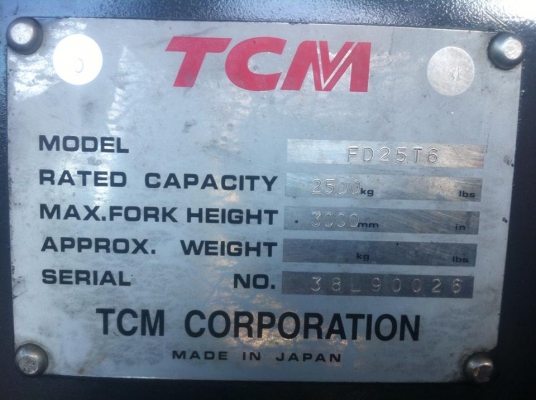 TCM
MODEL FD25T6
RATED CAPACITY 2500 kg lbs
MAX.FORK HEIGHT 3000 mm in
APPROX. WEIGHT kg lbs
SERIAL NO. 38L90026
TCM CORPORATION
MADE IN JAPAN